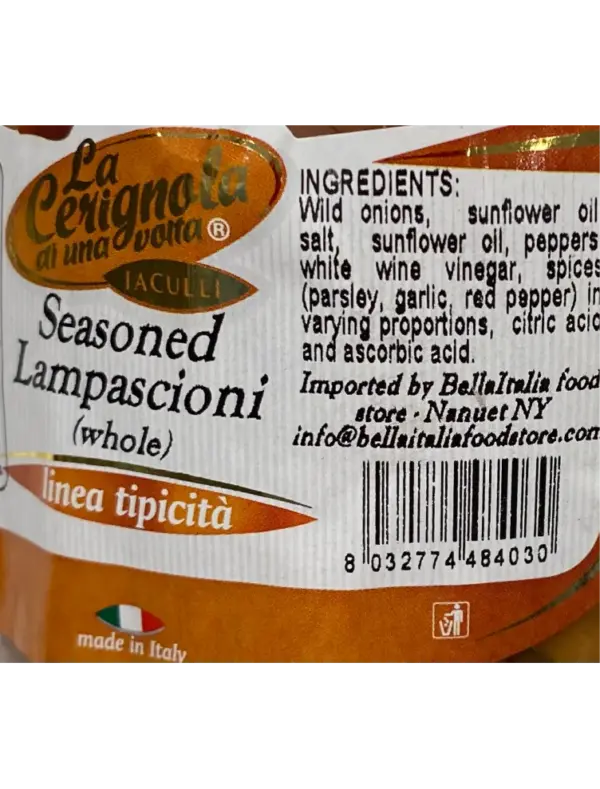 La
Cerignola
di una volta ®
IACULLI
Seasoned
Lampascioni
(whole)
linea tipicità
made in Italy
INGREDIENTS:
Wild onions, sunflower oil
salt, sunflower oil, peppers
white wine vinegar, spices
(parsley, garlic, red pepper) in
varying proportions, citric acid
and ascorbic acid.
Imported by BellaItalia food
store - Nanuet NY
info@bellaitaliafoodstore.com
8 032774 484030